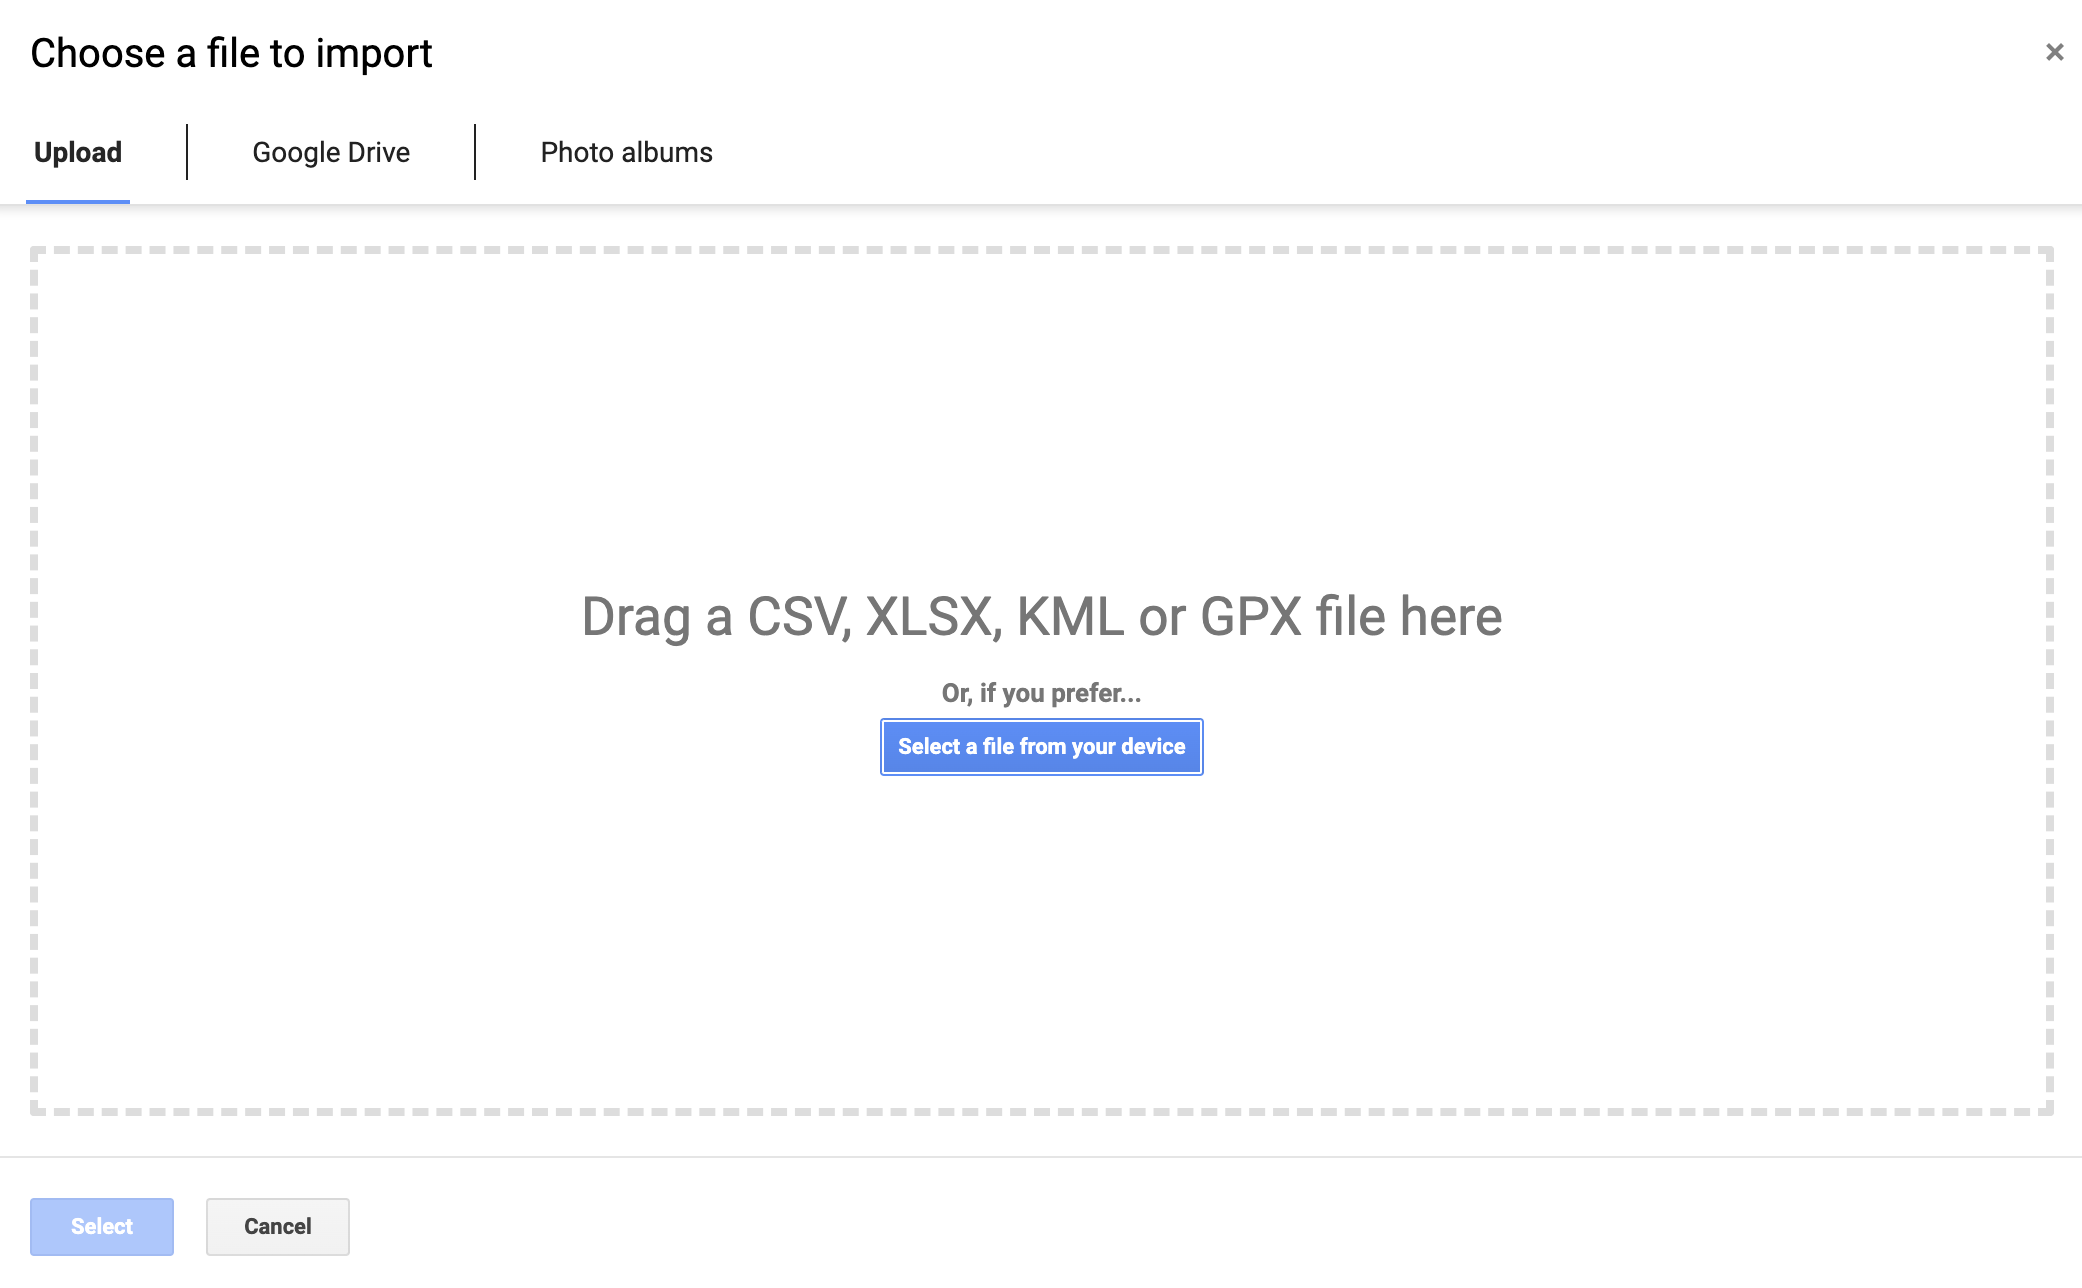 Choose a file to import
Upload
Google Drive
Photo albums
Drag a CSV, XLSX, KML or GPX file here
Or, if you prefer...
Select a file from your device
Select
Cancel